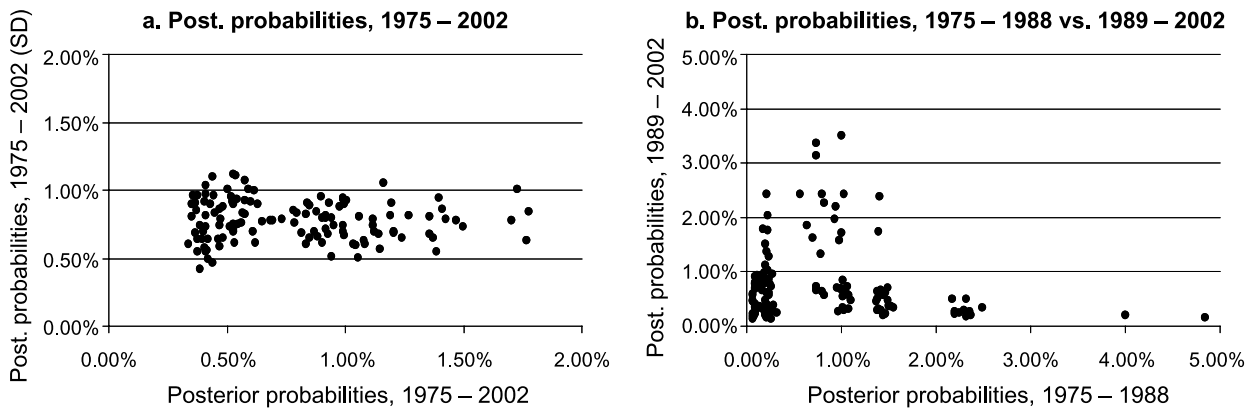 a. Post. probabilities, 1975 – 2002
Post. probabilities, 1975 – 2002 (SD)
2.00%
1.50%
1.00%
0.50%
0.00%
0.00% 0.50% 1.00% 1.50% 2.00%
Posterior probabilities, 1975 – 2002
b. Post. probabilities, 1975 – 1988 vs. 1989 – 2002
Post. probabilities, 1989 – 2002
5.00%
4.00%
3.00%
2.00%
1.00%
0.00%
0.00% 1.00% 2.00% 3.00% 4.00% 5.00%
Posterior probabilities, 1975 – 1988